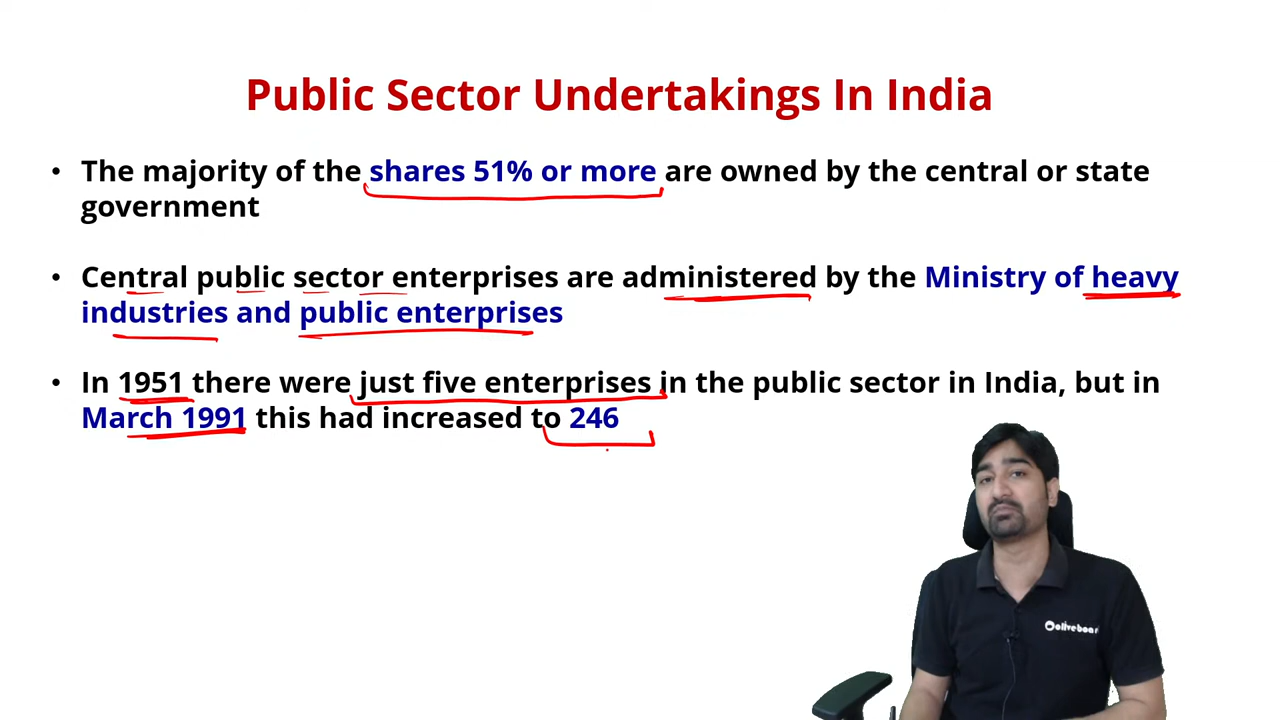 Public Sector Undertakings In India
• The majority of the shares 51% or more are owned by the central or state
government
• Central public sector enterprises are administered by the Ministry of heavy
industries and public enterprises
• In 1951 there were just five enterprises in the public sector in India, but in
March 1991 this had increased to 246
oliveboar